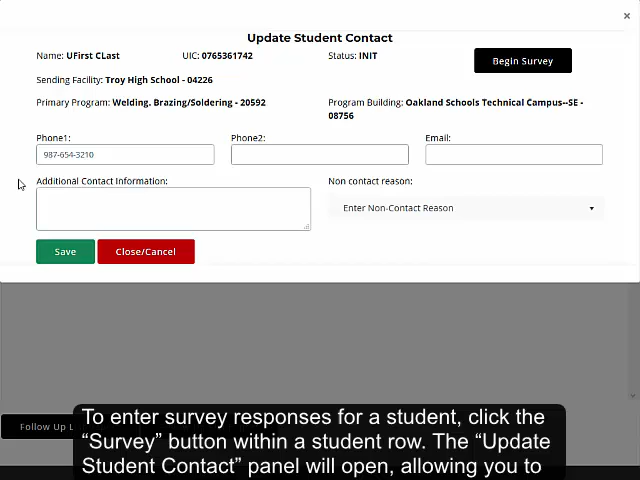 ×
Update Student Contact
Name: UFirst CLast UIC: 0765361742 Status: INIT Begin Survey
Sending Facility: Troy High School - 04226
Primary Program: Welding. Brazing/Soldering - 20592 Program Building: Oakland Schools Technical Campus--SE -
08756
Phone1: Phone2: Email:
987-654-3210
Additional Contact Information: Non contact reason:
Enter Non-Contact Reason
Save Close/Cancel
Follow Up
To enter survey responses for a student, click the
“Survey” button within a student row. The “Update
Student Contact” panel will open, allowing you to